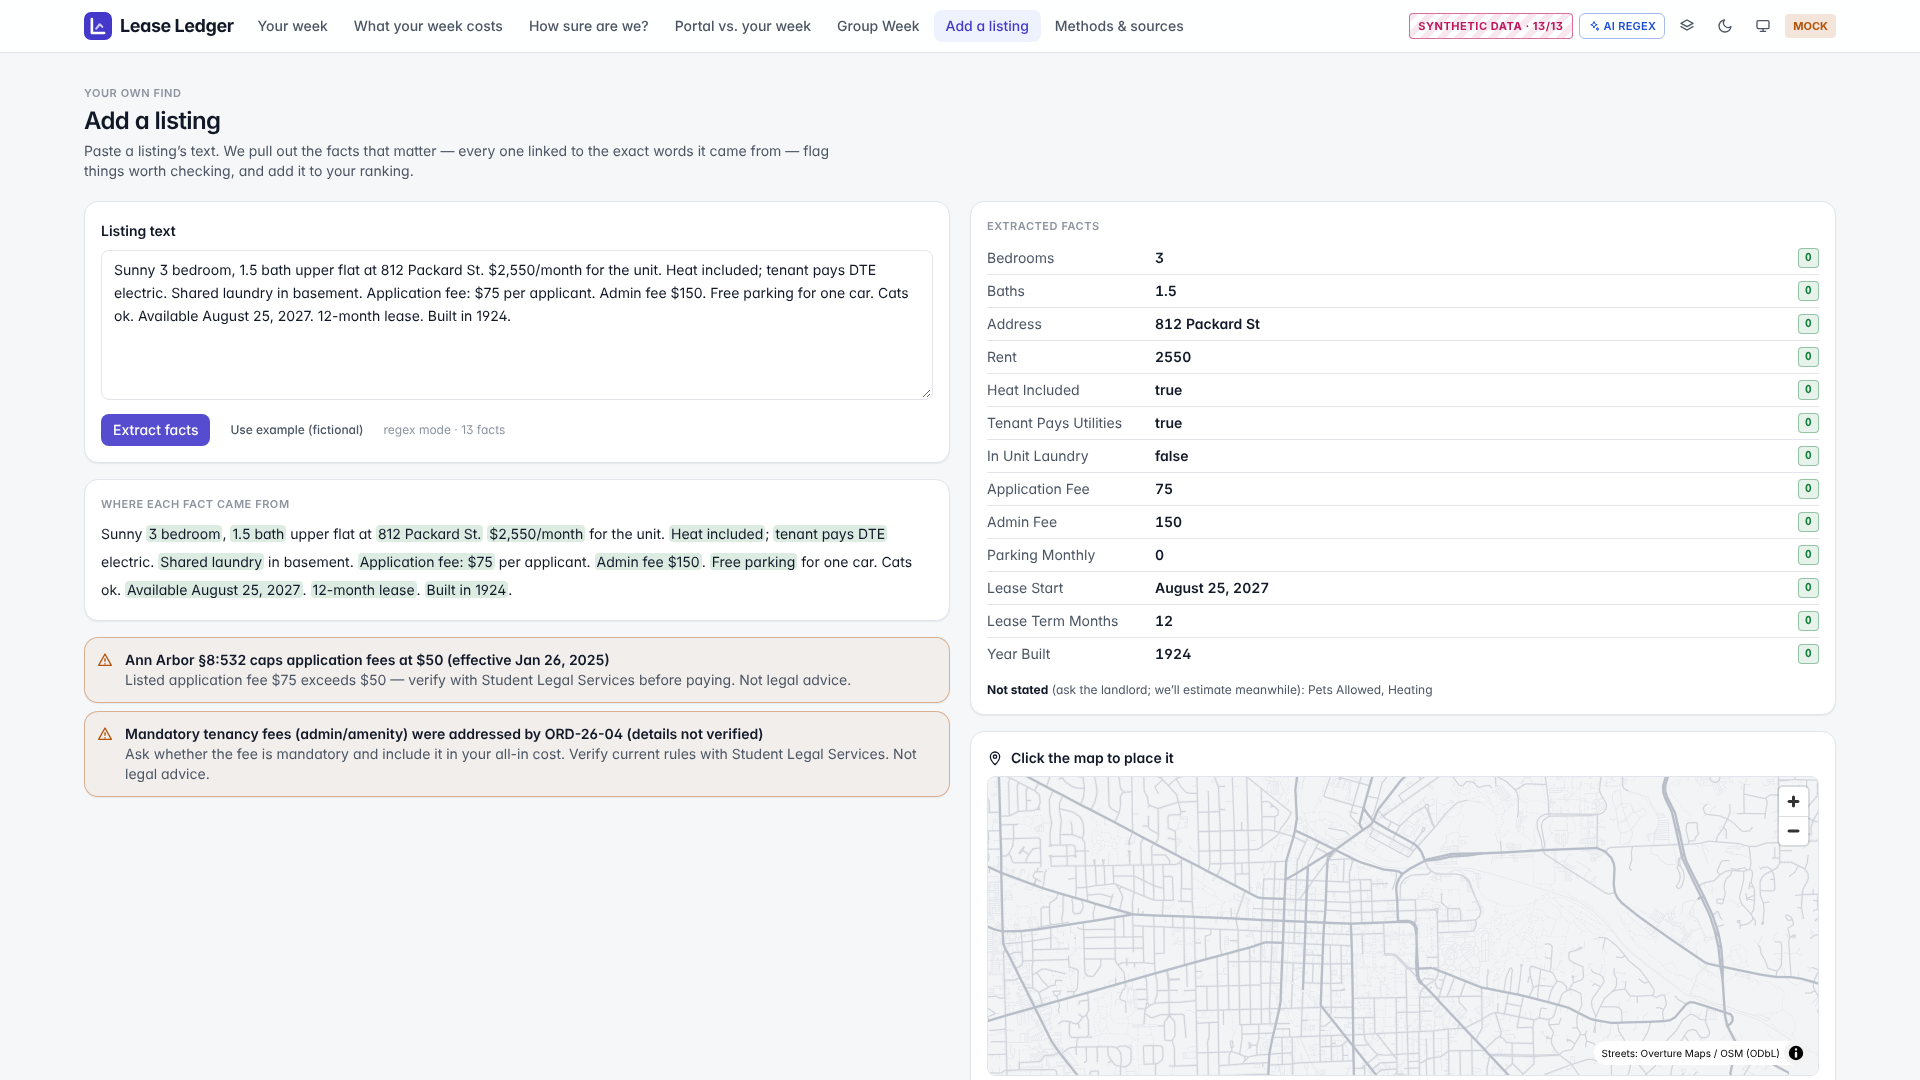 Lease Ledger
Your week
What your week costs
How sure are we?
Portal vs. your week
Group Week
Add a listing
Methods & sources
SYNTHETIC DATA · 13/13
AI REGEX
MOCK
YOUR OWN FIND
Add a listing
Paste a listing’s text. We pull out the facts that matter — every one linked to the exact words it came from — flag
things worth checking, and add it to your ranking.
Listing text
Sunny 3 bedroom, 1.5 bath upper flat at 812 Packard St. $2,550/month for the unit. Heat included; tenant pays DTE
electric. Shared laundry in basement. Application fee: $75 per applicant. Admin fee $150. Free parking for one car. Cats
ok. Available August 25, 2027. 12-month lease. Built in 1924.
Extract facts
Use example (fictional)
regex mode · 13 facts
WHERE EACH FACT CAME FROM
Sunny 3 bedroom, 1.5 bath upper flat at 812 Packard St. $2,550/month for the unit. Heat included; tenant pays DTE
electric. Shared laundry in basement. Application fee: $75 per applicant. Admin fee $150. Free parking for one car. Cats
ok. Available August 25, 2027. 12-month lease. Built in 1924.
Ann Arbor §8:532 caps application fees at $50 (effective Jan 26, 2025)
Listed application fee $75 exceeds $50 — verify with Student Legal Services before paying. Not legal advice.
Mandatory tenancy fees (admin/amenity) were addressed by ORD-26-04 (details not verified)
Ask whether the fee is mandatory and include it in your all-in cost. Verify current rules with Student Legal Services. Not
legal advice.
EXTRACTED FACTS
Bedrooms 3 0
Baths 1.5 0
Address 812 Packard St 0
Rent 2550 0
Heat Included true 0
Tenant Pays Utilities true 0
In Unit Laundry false 0
Application Fee 75 0
Admin Fee 150 0
Parking Monthly 0 0
Lease Start August 25, 2027 0
Lease Term Months 12 0
Year Built 1924 0
Not stated (ask the landlord; we’ll estimate meanwhile): Pets Allowed, Heating
Click the map to place it
Streets: Overture Maps / OSM (ODbL)